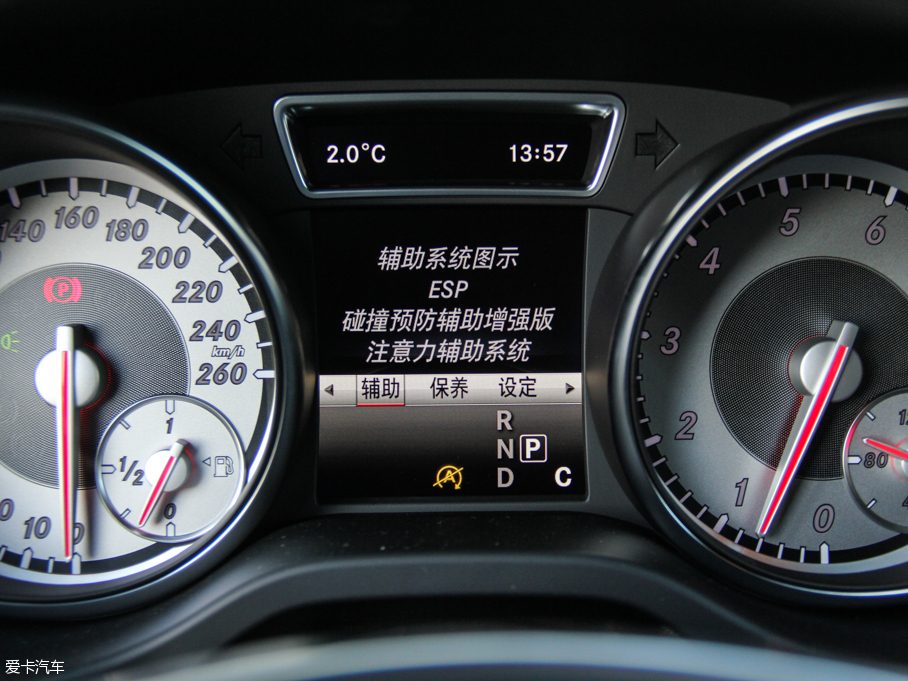 2.0°C 13:57
辅助系统图示
ESP
碰撞预防辅助增强版
注意力辅助系统
辅助 保养 设定
R
N P
D C
A
140 160 180 200 220 240 260
km/h
P
10
1
1/2
0
0 1 2 3 4 5 6
80
爱卡汽车